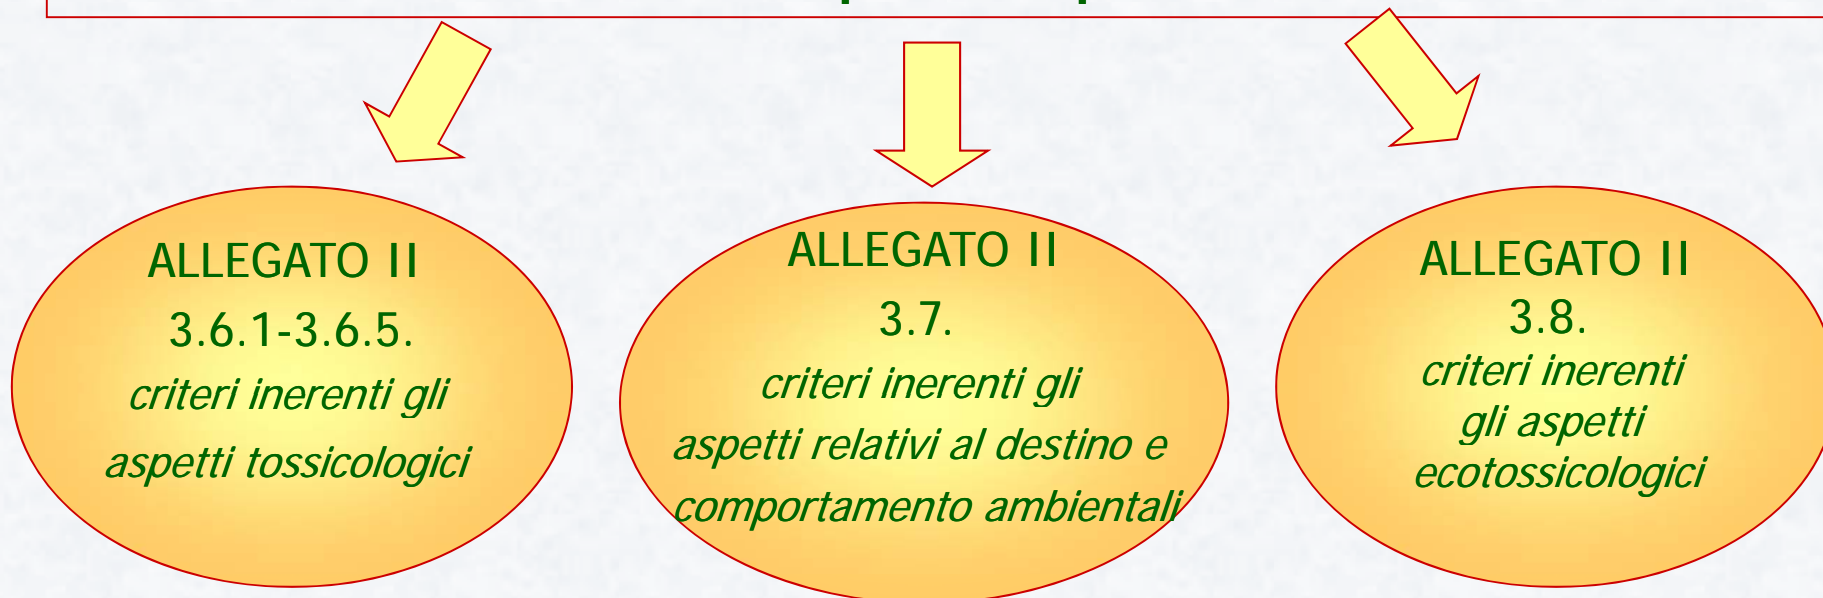 ALLEGATO II
3.6.1-3.6.5.
criteri inerenti gli
aspetti tossicologici
ALLEGATO II
3.7.
criteri inerenti gli
aspetti relativi al destino e
comportamento ambientali
ALLEGATO II
3.8.
criteri inerenti
gli aspetti
ecotossicologici